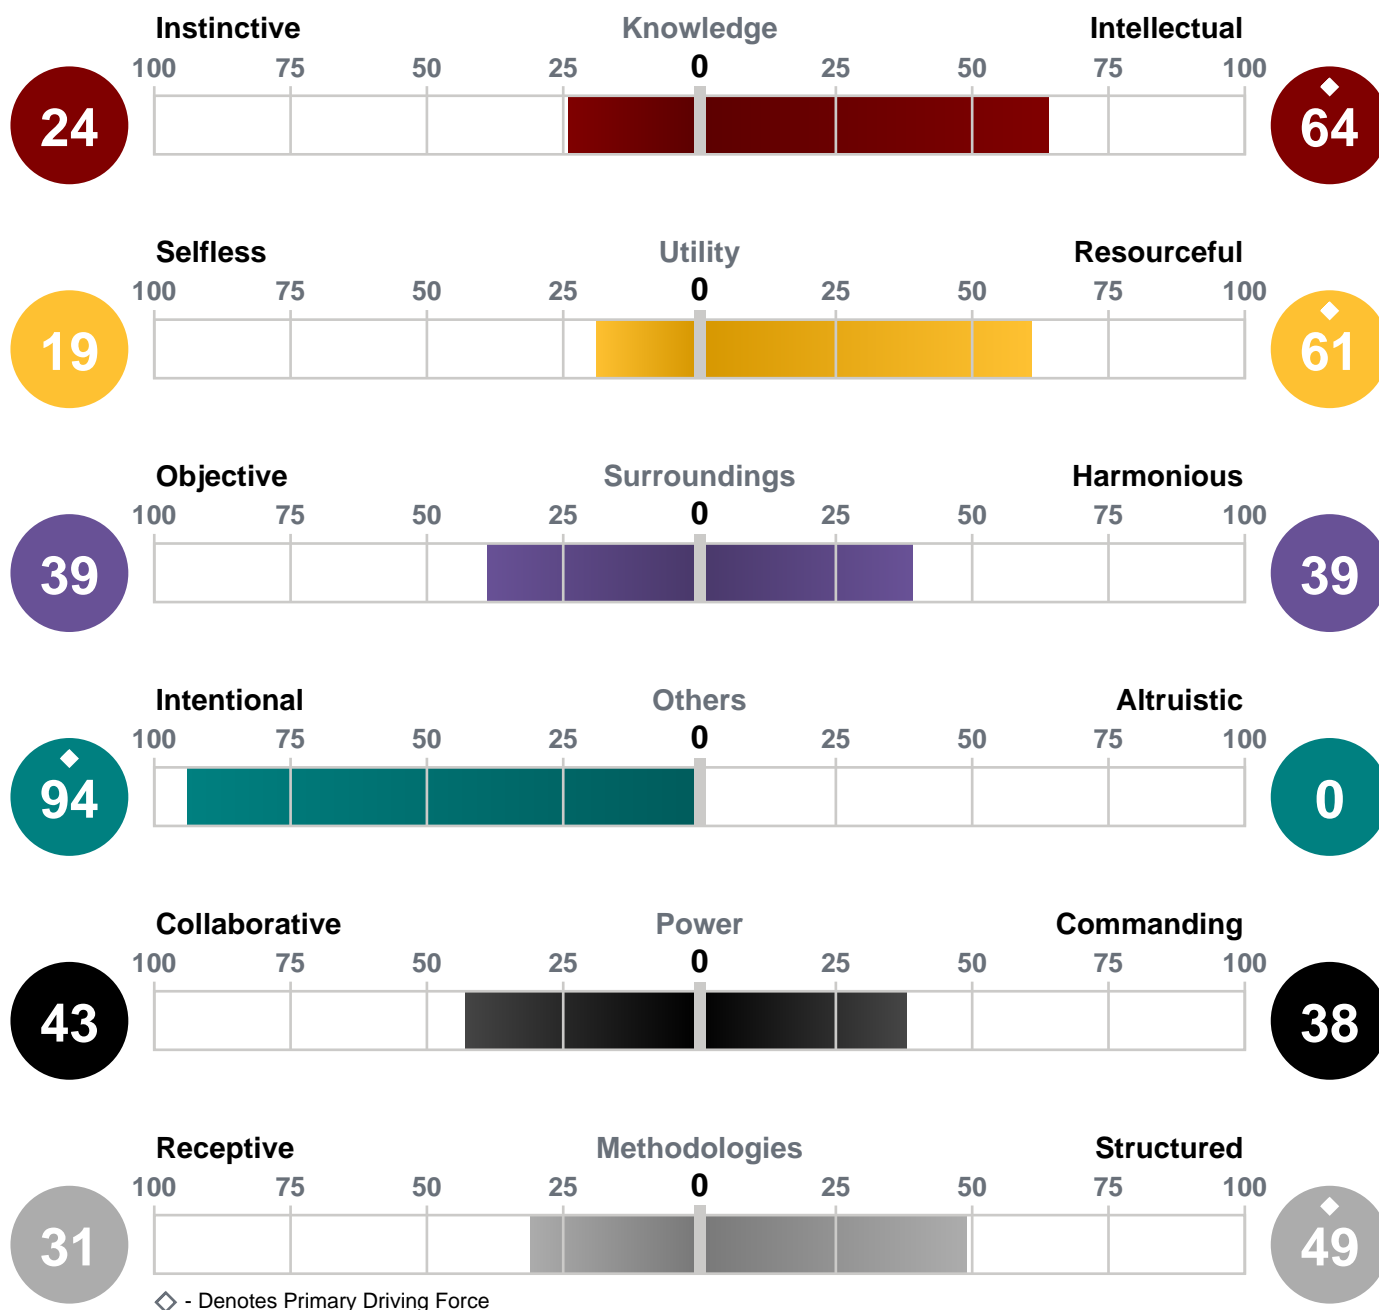 Instinctive Knowledge Intellectual
100 75 50 25 0 25 50 75 100
24 64
Selfless Utility Resourceful
100 75 50 25 0 25 50 75 100
19 61
Objective Surroundings Harmonious
100 75 50 25 0 25 50 75 100
39 39
Intentional Others Altruistic
100 75 50 25 0 25 50 75 100
94 0
Collaborative Power Commanding
100 75 50 25 0 25 50 75 100
43 38
Receptive Methodologies Structured
100 75 50 25 0 25 50 75 100
31 49
- Denotes Primary Driving Force